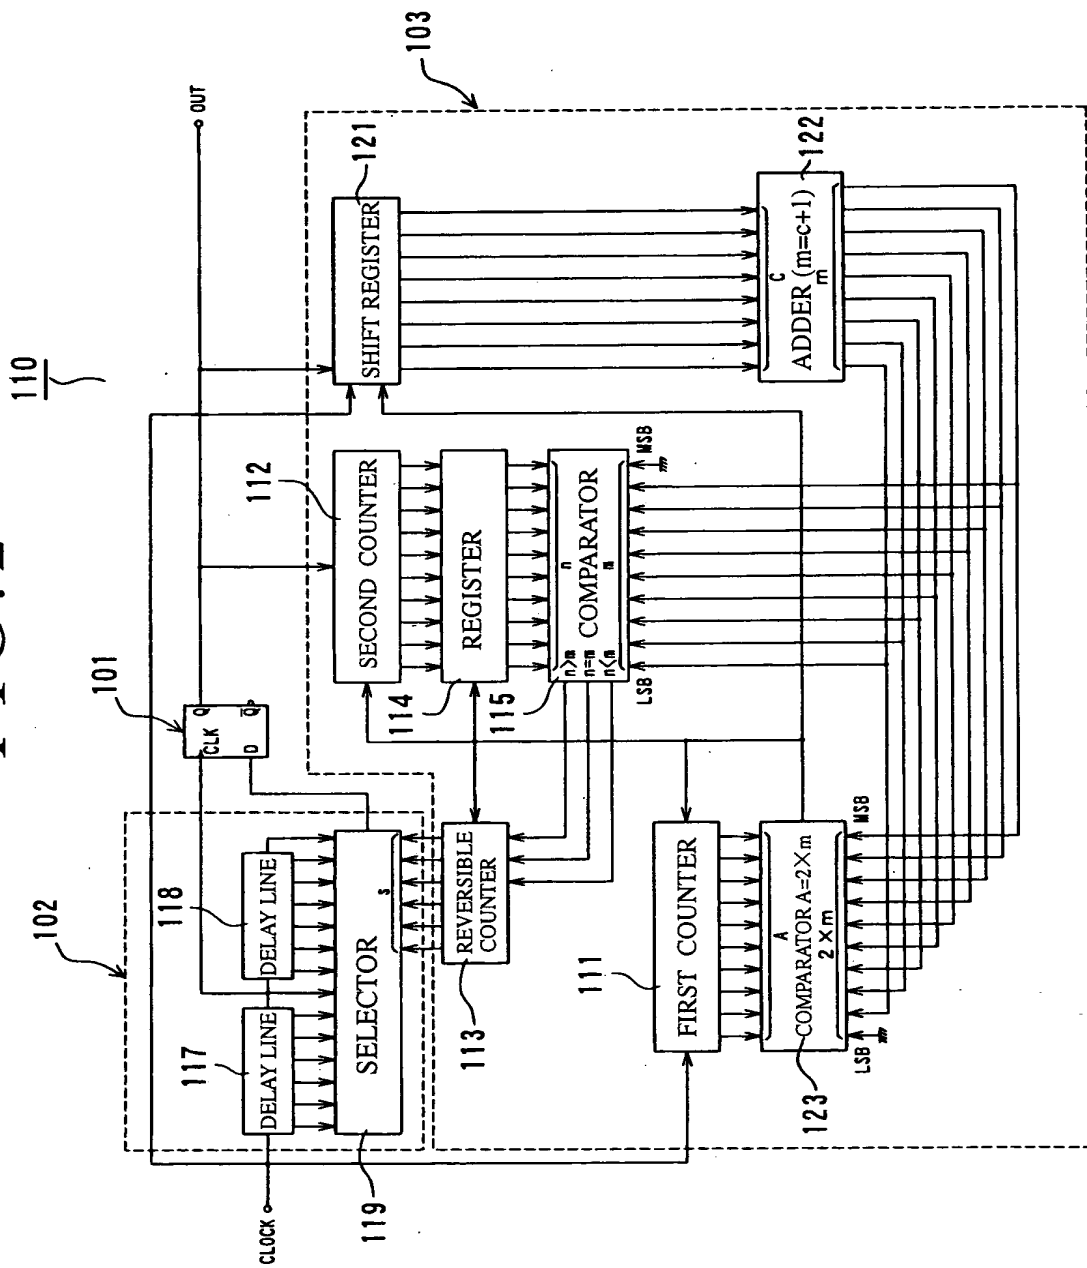 110
103
OUT
121
SHIFT REGISTER
122
C
ADDER (m=c+1)
m
112
SECOND COUNTER
114
REGISTER
115
n
COMPARATOR
m
n>m
n=m
n<m
MSB
LSB
101
Q
CLK
D
Q
102
118
DELAY LINE
117
DELAY LINE
SELECTOR
s
119
CLOCK
113
REVERSIBLE
COUNTER
111
FIRST COUNTER
A
COMPARATOR A=2×m
2×m
123
MSB
LSB